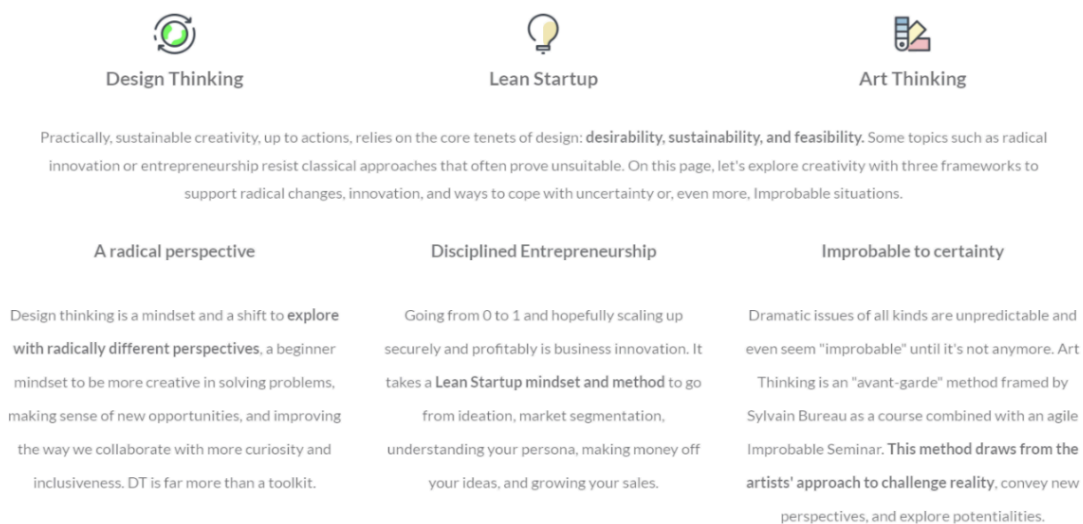 Design Thinking
Lean Startup
Art Thinking
Practically, sustainable creativity, up to actions, relies on the core tenets of design: desirability, sustainability, and feasibility. Some topics such as radical
innovation or entrepreneurship resist classical approaches that often prove unsuitable. On this page, let's explore creativity with three frameworks to
support radical changes, innovation, and ways to cope with uncertainty or, even more, Improbable situations.
A radical perspective
Design thinking is a mindset and a shift to explore
with radically different perspectives, a beginner
mindset to be more creative in solving problems,
making sense of new opportunities, and improving
the way we collaborate with more curiosity and
inclusiveness. DT is far more than a toolkit.
Disciplined Entrepreneurship
Going from 0 to 1 and hopefully scaling up
securely and profitably is business innovation. It
takes a Lean Startup mindset and method to go
from ideation, market segmentation,
understanding your persona, making money off
your ideas, and growing your sales.
Improbable to certainty
Dramatic issues of all kinds are unpredictable and
even seem "improbable" until it's not anymore. Art
Thinking is an "avant-garde" method framed by
Sylvain Bureau as a course combined with an agile
Improbable Seminar. This method draws from the
artists' approach to challenge reality, convey new
perspectives, and explore potentialities.